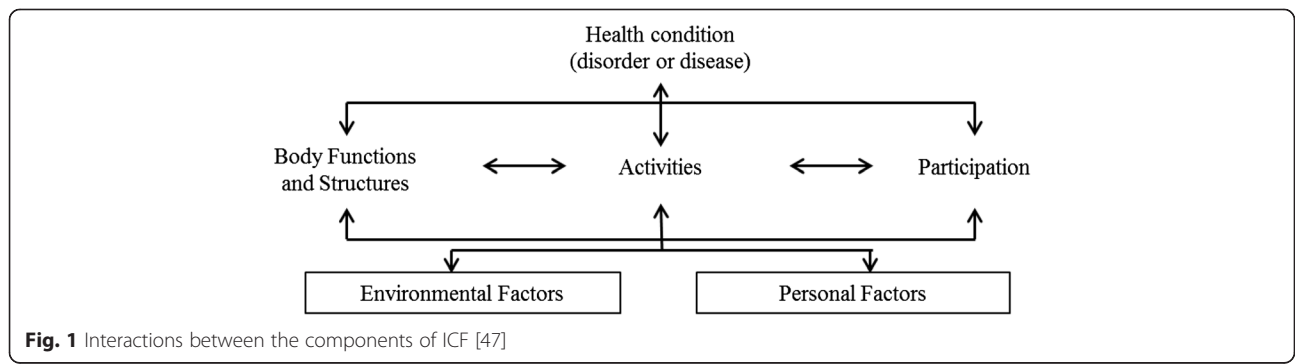 Health condition
(disorder or disease)
Body Functions
and Structures
Activities
Participation
Environmental Factors
Personal Factors
Fig. 1 Interactions between the components of ICF [47]